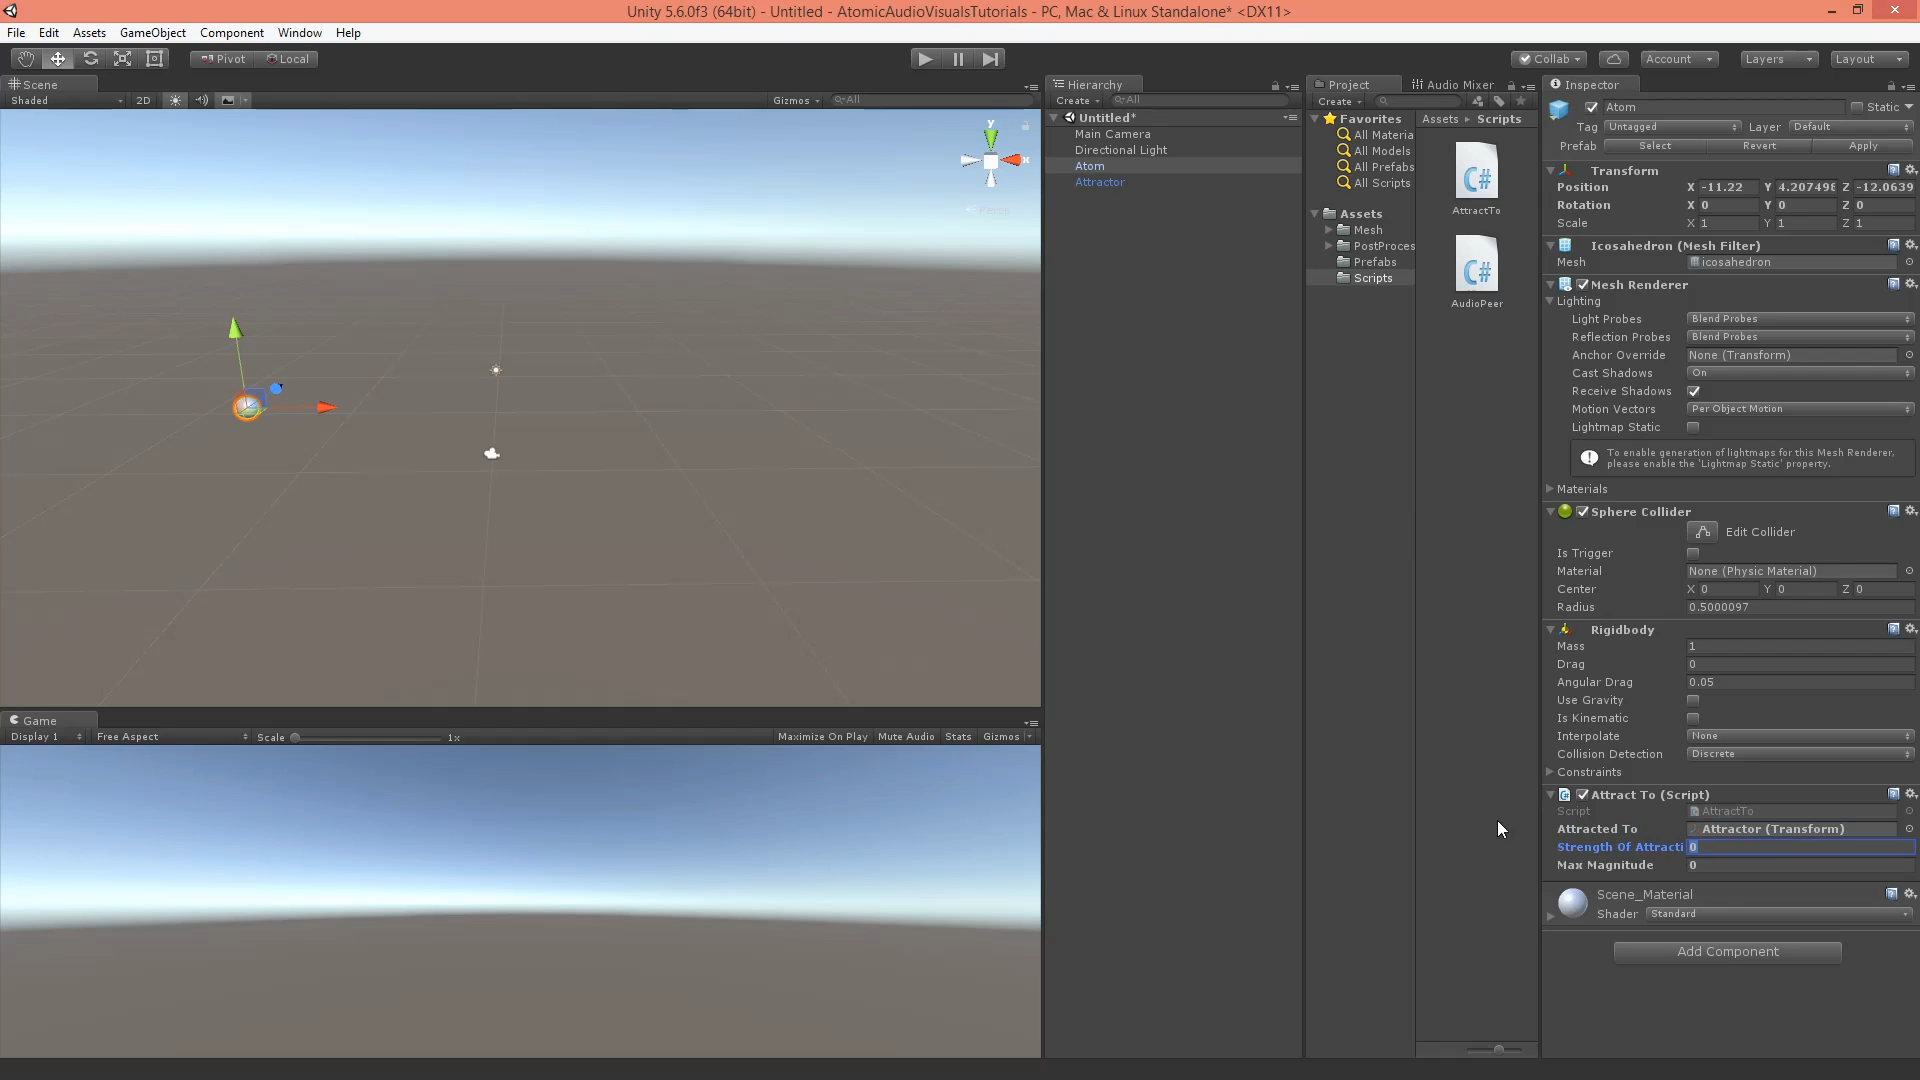 Unity 5.6.0f3 (64bit) - Untitled - AtomicAudioVisualsTutorials - PC, Mac & Linux Standalone* <DX11>
File Edit Assets GameObject Component Window Help
Pivot Local Collab Account Layers Layout
Scene
Shaded 2D Gizmos All
y
x
Persp
Game
Display 1 Free Aspect Scale 1x Maximize On Play Mute Audio Stats Gizmos
Hierarchy
Create All
Untitled*
Main Camera
Directional Light
Atom
Attractor
Project Audio Mixer
Create
Favorites
All Materia
All Models
All Prefabs
All Scripts
Assets
Mesh
PostProces
Prefabs
Scripts
Assets Scripts
C#
AttractTo
C#
AudioPeer
Inspector
Atom Static
Tag Untagged Layer Default
Prefab Select Revert Apply
Transform
Position X -11.22 Y 4.207498 Z -12.0639
Rotation X 0 Y 0 Z 0
Scale X 1 Y 1 Z 1
Icosahedron (Mesh Filter)
Mesh icosahedron
Mesh Renderer
Lighting
Light Probes Blend Probes
Reflection Probes Blend Probes
Anchor Override None (Transform)
Cast Shadows On
Receive Shadows
Motion Vectors Per Object Motion
Lightmap Static
To enable generation of lightmaps for this Mesh Renderer,
please enable the 'Lightmap Static' property.
Materials
Sphere Collider
Edit Collider
Is Trigger
Material None (Physic Material)
Center X 0 Y 0 Z 0
Radius 0.5000097
Rigidbody
Mass 1
Drag 0
Angular Drag 0.05
Use Gravity
Is Kinematic
Interpolate None
Collision Detection Discrete
Constraints
Attract To (Script)
Script AttractTo
Attracted To Attractor (Transform)
Strength Of Attracti 0
Max Magnitude 0
Scene_Material
Shader Standard
Add Component